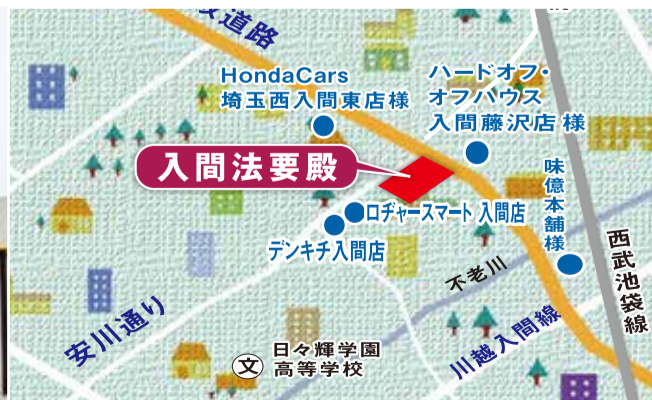 道路
HondaCars
埼玉西入間東店様
ハードオフ・
オフハウス
入間藤沢店 様
入間法要殿
味億本舗様
ロヂャースマート 入間店
デンキチ入間店
西武池袋線
不老川
安川通り
川越入間線
日々輝学園
高等学校
文